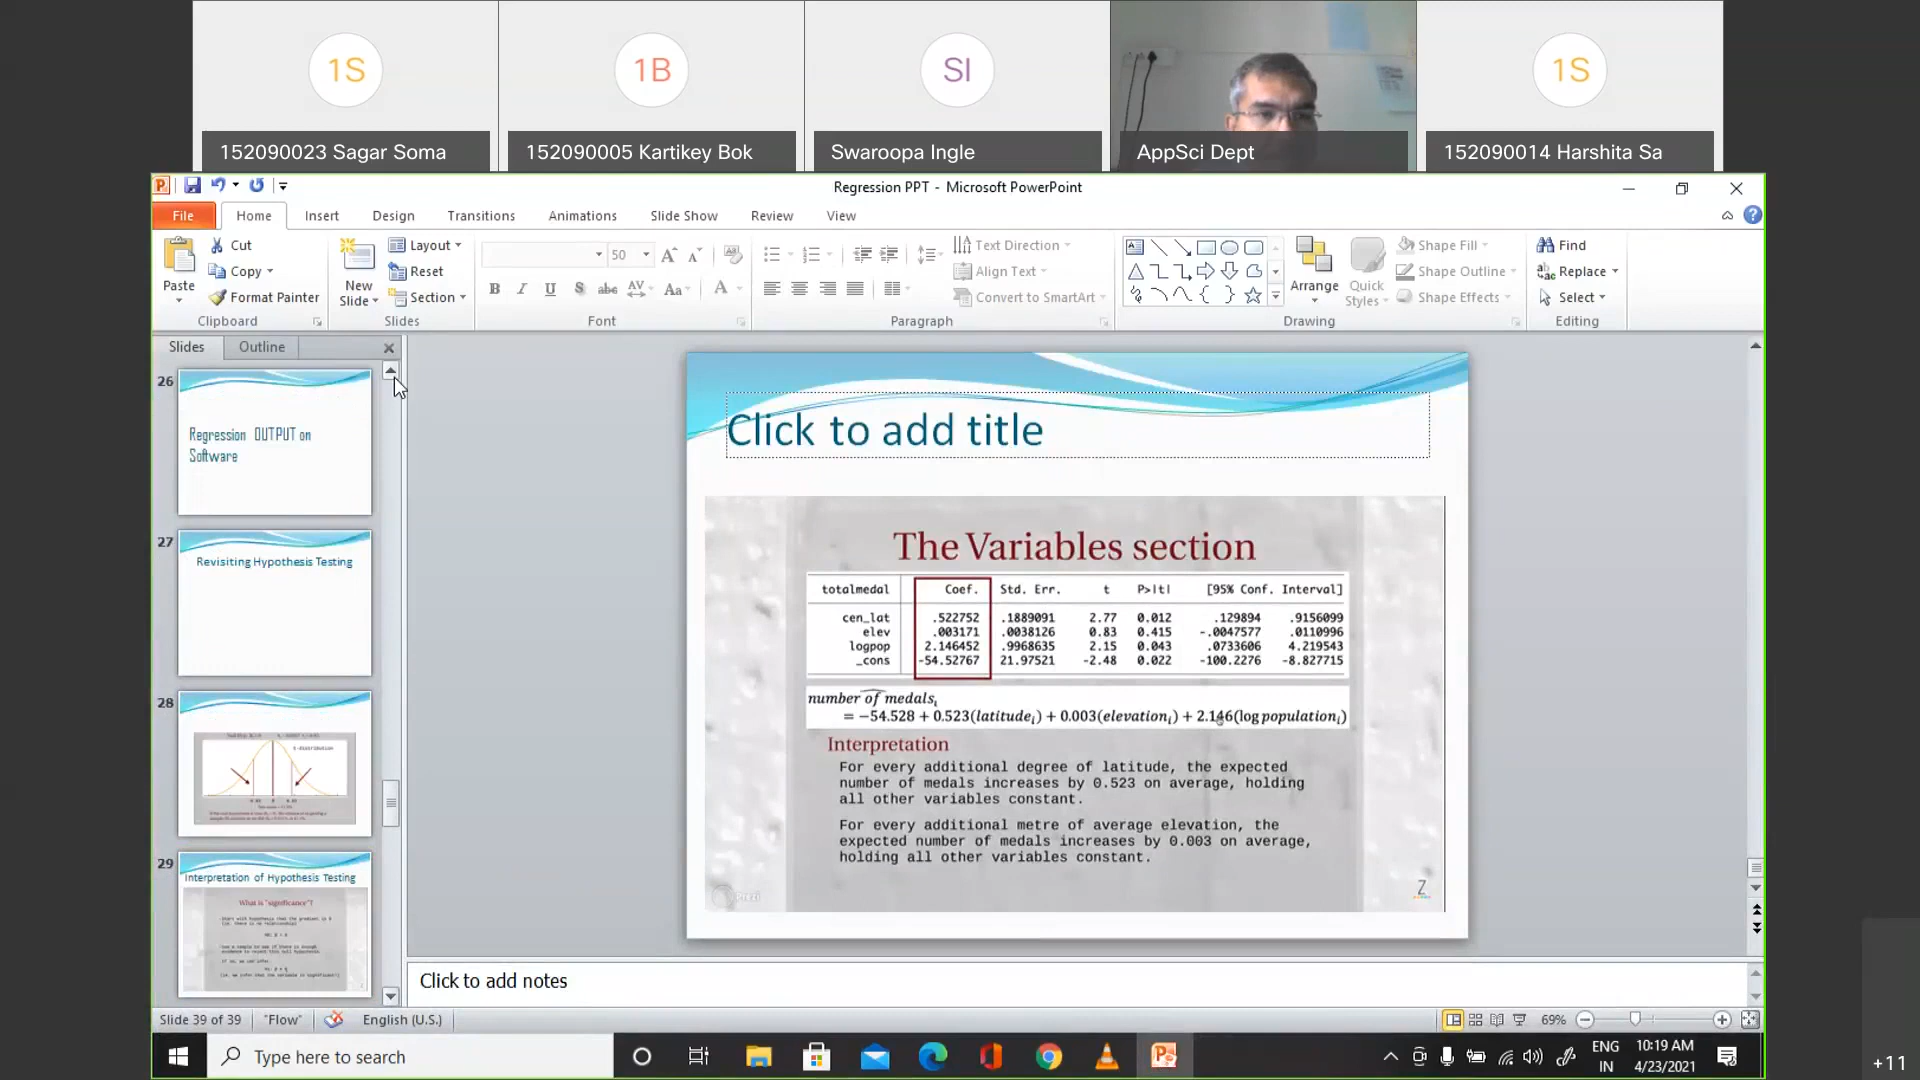 1S
1B
SI
1S
152090023 Sagar Soma
152090005 Kartikey Bok
Swaroopa Ingle
AppSci Dept
152090014 Harshita Sa
Regression PPT - Microsoft PowerPoint
File Home Insert Design Transitions Animations Slide Show Review View
Paste
Cut
Copy
Format Painter
Clipboard
New Slide
Layout
Reset
Section
Slides
50
Font
Paragraph
Text Direction
Align Text
Convert to SmartArt
Arrange
Quick Styles
Shape Fill
Shape Outline
Shape Effects
Drawing
Find
Replace
Select
Editing
Slides Outline
26
Regression OUTPUT on
Software
27
Revisiting Hypothesis Testing
28
29
Interpretation of Hypothesis Testing
What is "significance"?
Click to add title
The Variables section
totalmedal Coef. Std. Err. t P>|t| [95% Conf. Interval]
cen_lat .522752 .1889091 2.77 0.012 .129894 .9156099
elev .003171 .0038126 0.83 0.415 -.0047577 .0110996
logpop 2.146452 .9968635 2.15 0.043 .0733606 4.219543
_cons -54.52767 21.97521 -2.48 0.022 -100.2276 -8.827715
number of medalsᵢ
= −54.528 + 0.523(latitudeᵢ) + 0.003(elevationᵢ) + 2.146(log populationᵢ)
Interpretation
For every additional degree of latitude, the expected
number of medals increases by 0.523 on average, holding
all other variables constant.
For every additional metre of average elevation, the
expected number of medals increases by 0.003 on average,
holding all other variables constant.
Prezi
Z
Click to add notes
Slide 39 of 39 "Flow" English (U.S.) 69%
Type here to search
ENG
IN
10:19 AM
4/23/2021
+11